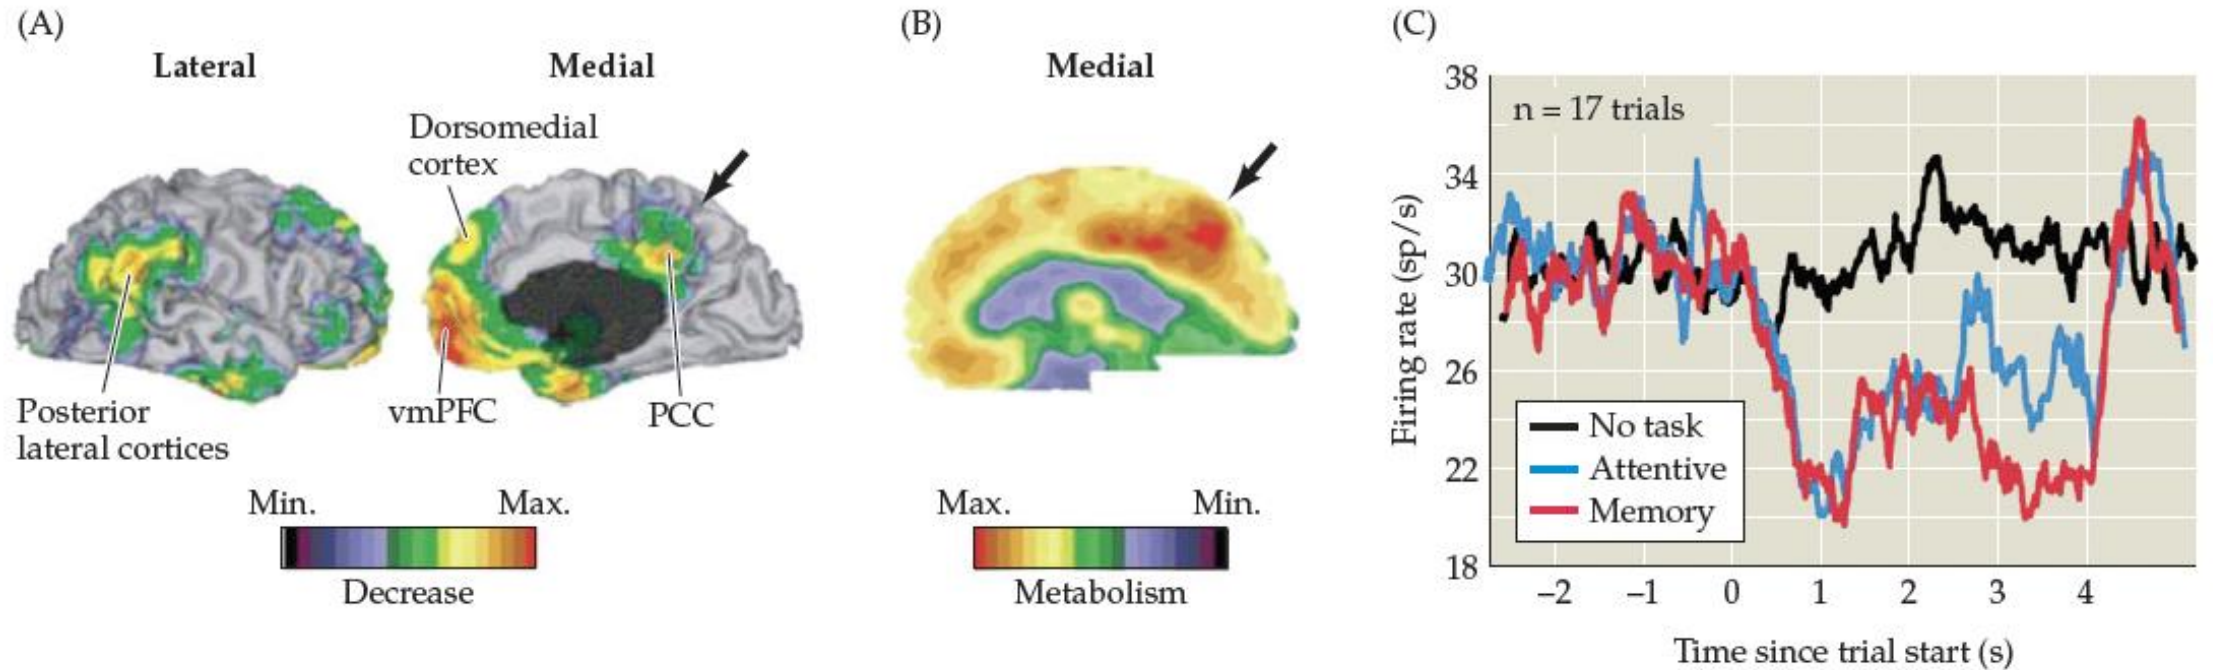 (A)
Lateral
Medial
Dorsomedial
cortex
Posterior
lateral cortices
vmPFC
PCC
Min.
Max.
Decrease
(B)
Medial
Max.
Min.
Metabolism
(C)
38
34
30
26
22
18
Firing rate (sp/s)
n = 17 trials
No task
Attentive
Memory
–2
–1
0
1
2
3
4
Time since trial start (s)